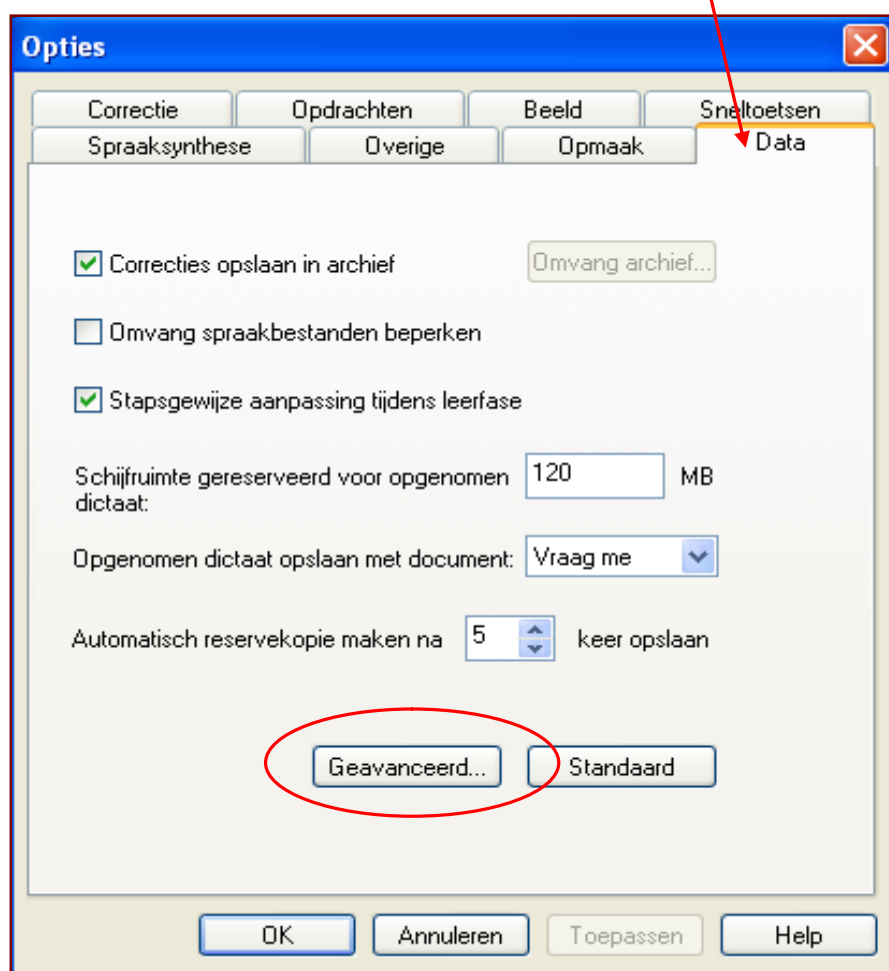 Opties
Correctie Opdrachten Beeld Sneltoetsen
Spraaksynthese Overige Opmaak Data
Correcties opslaan in archief Omvang archief...
Omvang spraakbestanden beperken
Stapsgewijze aanpassing tijdens leerfase
Schijfruimte gereserveerd voor opgenomen 120 MB
dictaat:
Opgenomen dictaat opslaan met document: Vraag me
Automatisch reservekopie maken na 5 keer opslaan
Geavanceerd... Standaard
OK Annuleren Toepassen Help